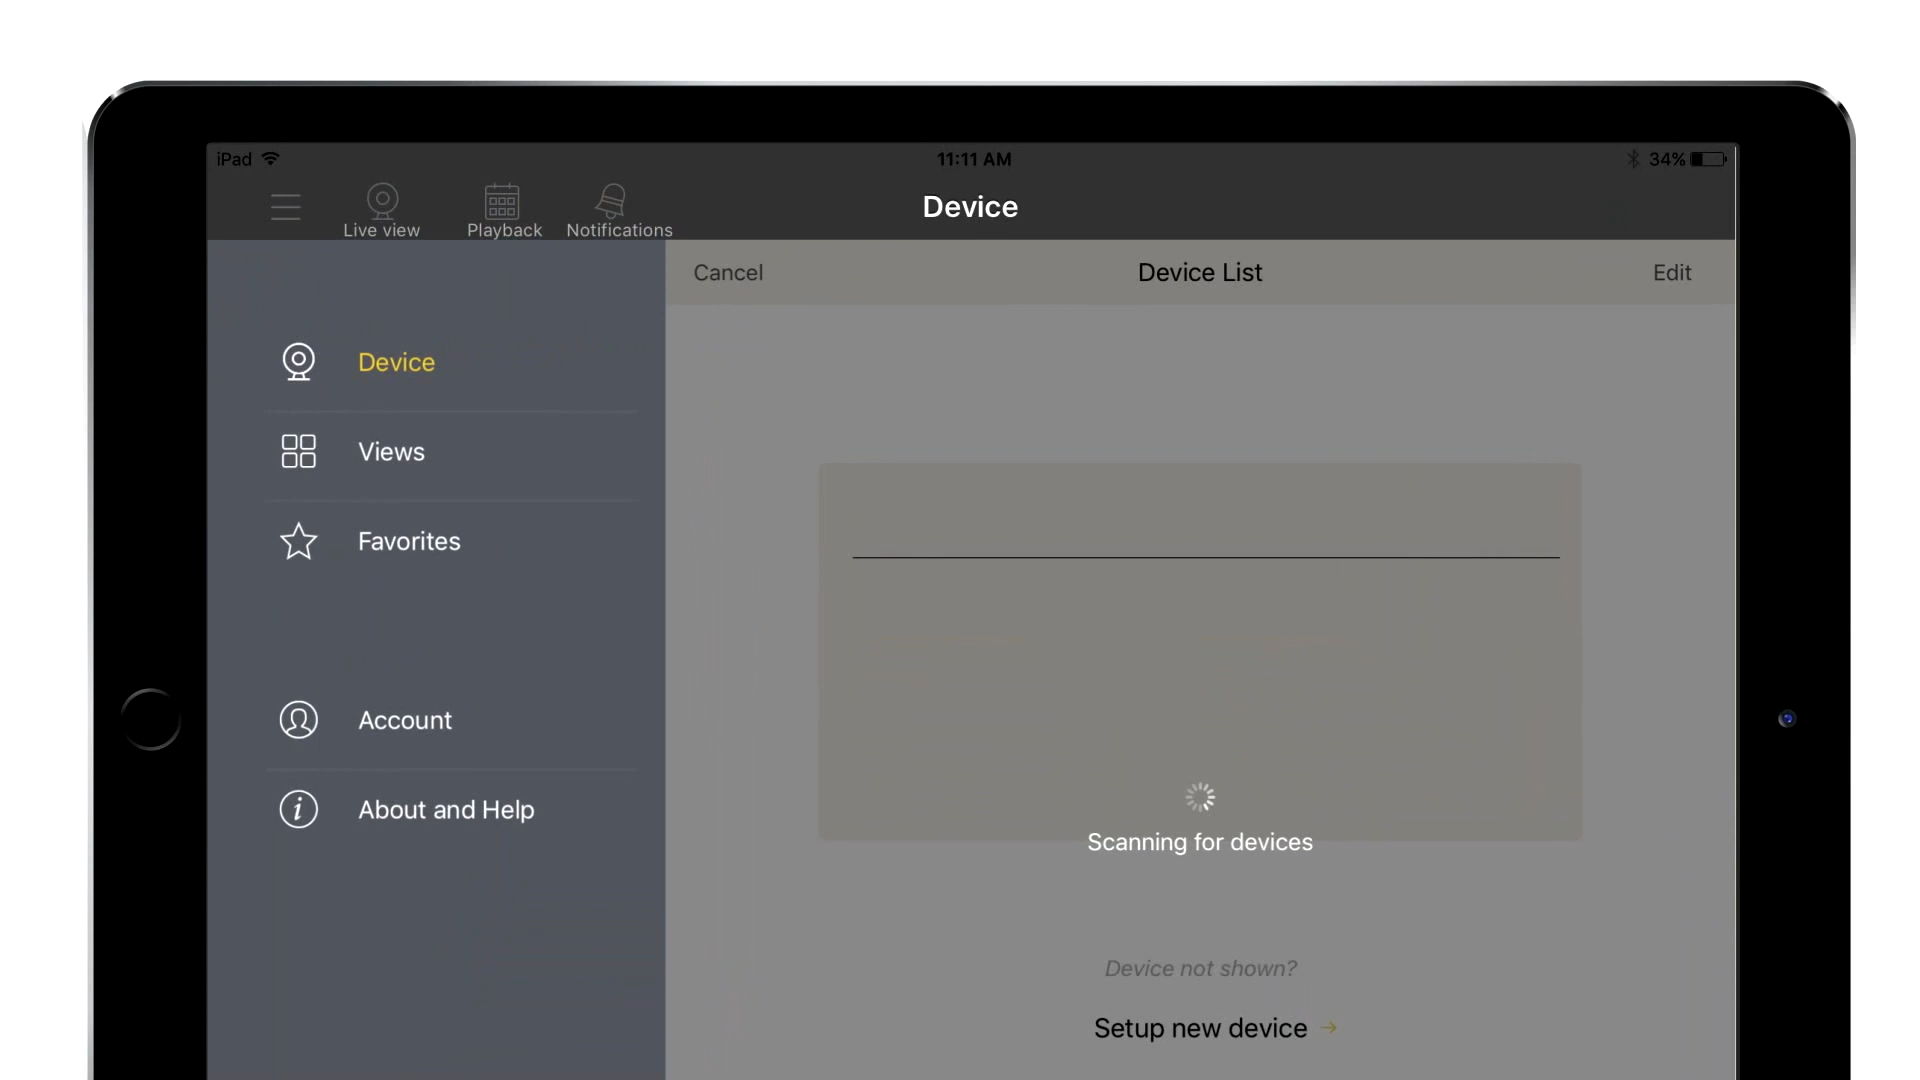 iPad 11:11 AM 34%
Live view Playback Notifications Device
Cancel Device List Edit
Device
Views
Favorites
Account
About and Help
Scanning for devices
Device not shown?
Setup new device →